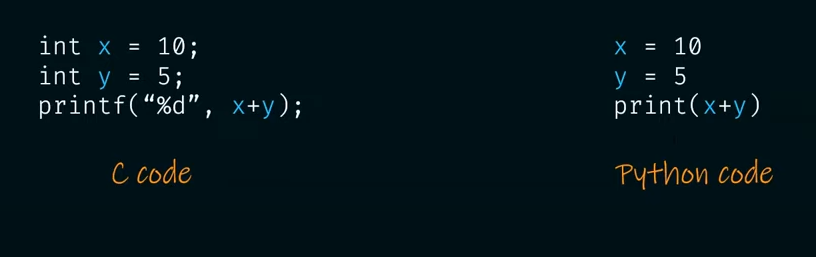 int x = 10;
int y = 5;
printf(“%d”, x+y);
C code
x = 10
y = 5
print(x+y)
Python code